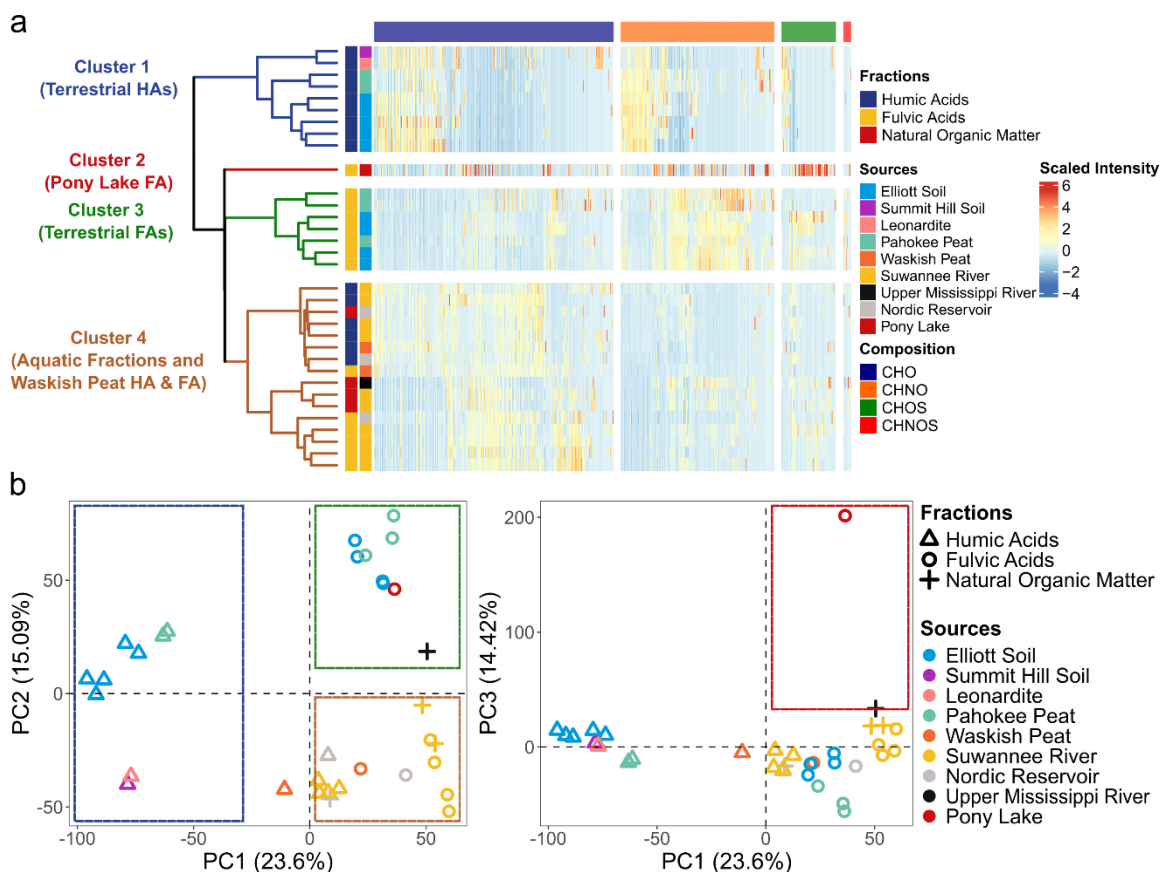 a
Cluster 1
(Terrestrial HAs)
Cluster 2
(Pony Lake FA)
Cluster 3
(Terrestrial FAs)
Cluster 4
(Aquatic Fractions and
Waskish Peat HA & FA)
Fractions
Humic Acids
Fulvic Acids
Natural Organic Matter
Sources
Elliott Soil
Summit Hill Soil
Leonardite
Pahokee Peat
Waskish Peat
Suwannee River
Upper Mississippi River
Nordic Reservoir
Pony Lake
Composition
CHO
CHNO
CHOS
CHNOS
Scaled Intensity
6
4
2
0
−2
−4
b
PC2 (15.09%)
50
0
-50
-100
-50
0
50
PC1 (23.6%)
PC3 (14.42%)
200
100
0
-100
-50
0
50
PC1 (23.6%)
Fractions
Humic Acids
Fulvic Acids
Natural Organic Matter
Sources
Elliott Soil
Summit Hill Soil
Leonardite
Pahokee Peat
Waskish Peat
Suwannee River
Nordic Reservoir
Upper Mississippi River
Pony Lake